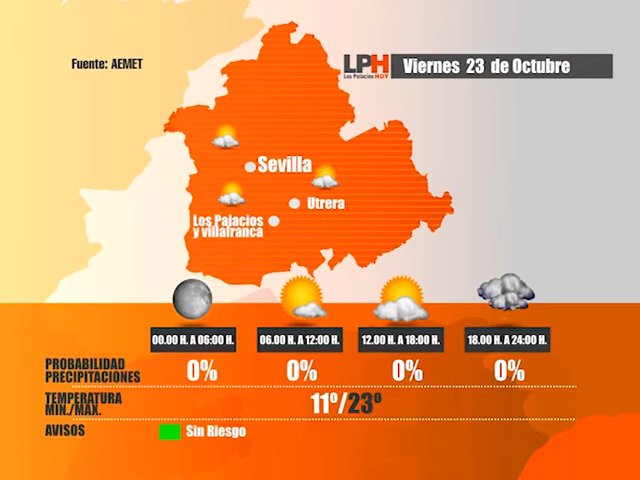 Fuente: AEMET
LPH
Los Palacios HOY
Viernes 23 de Octubre
Sevilla
Utrera
Los Palacios
y villafranca
00.00 H. A 06:00 H.
06.00 H. A 12:00 H.
12.00 H. A 18:00 H.
18.00 H. A 24:00 H.
PROBABILIDAD
PRECIPITACIONES
0%
0%
0%
0%
TEMPERATURA
MIN./MAX.
11º/23º
AVISOS
Sin Riesgo